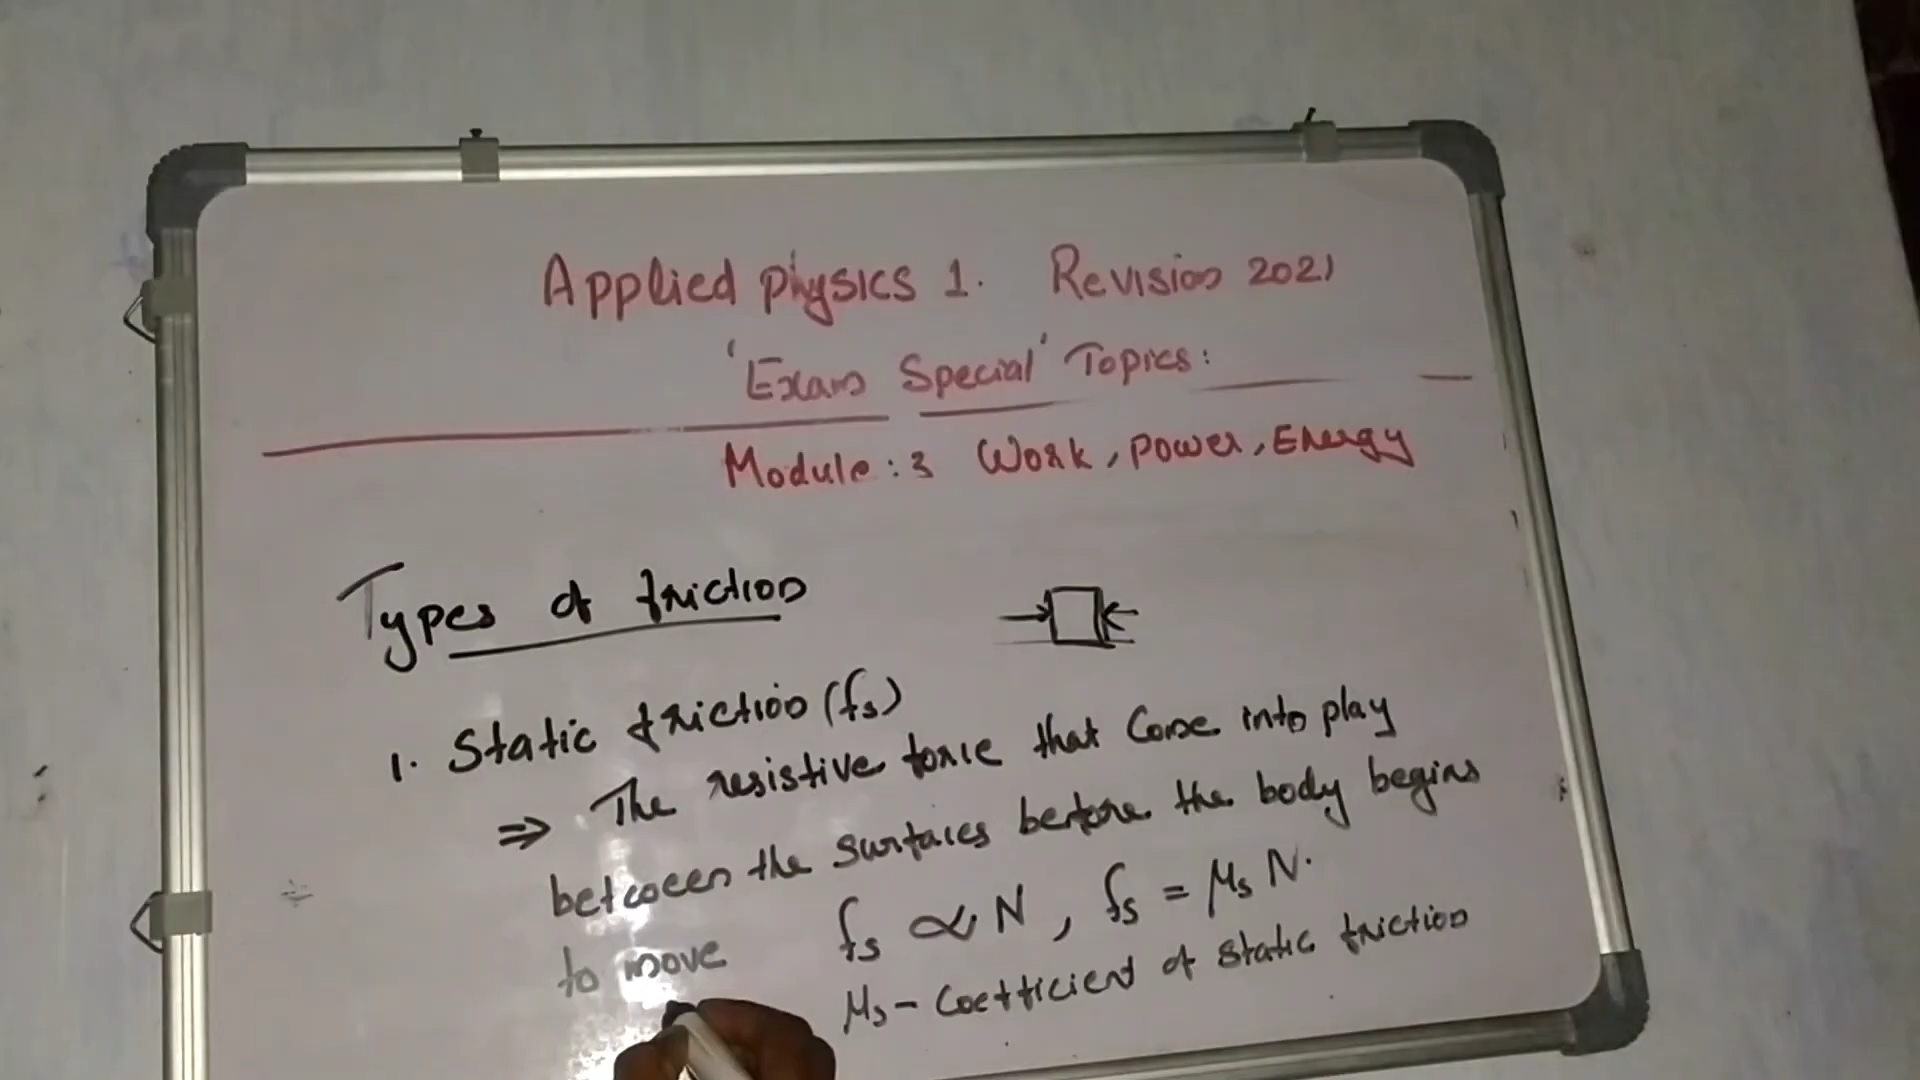 Applied physics 1. Revision 2021
'Exam Special' Topics:
Module: 3 Work, power, Energy
Types of friction
1. Static friction (fs)
⇒ The resistive force that Come into play
between the surfaces before the body begins
to move
fs ∝ N, fs = μs N.
μs - Coefficient of static friction